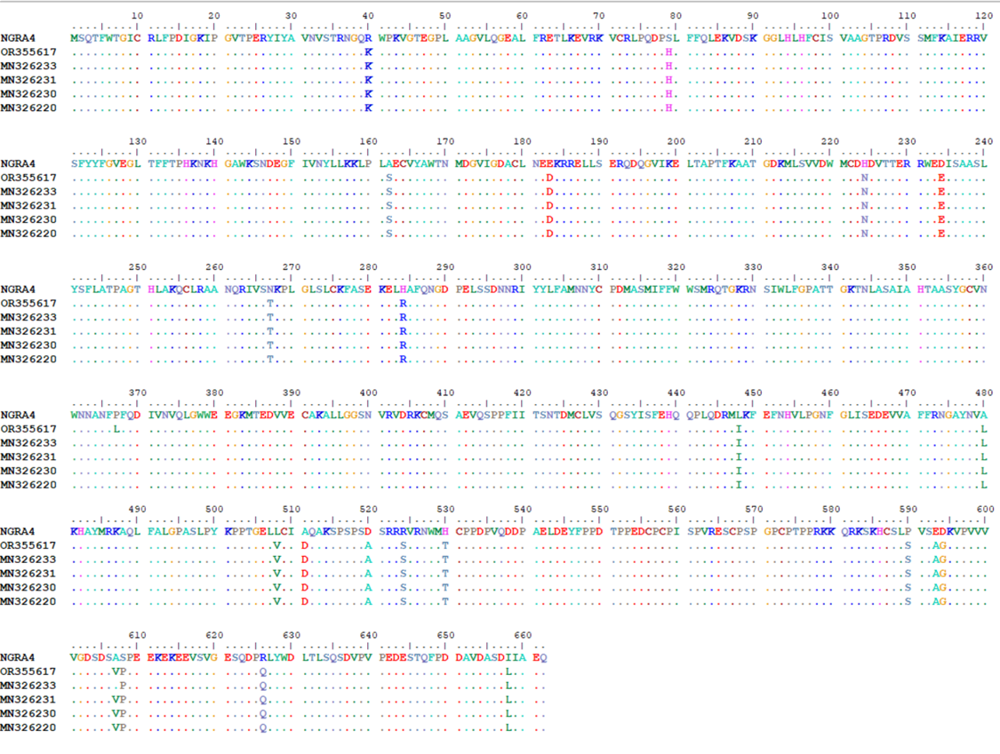 10 20 30 40 50 60 70 80 90 100 110 120
NGRA4 MSQTFWTGIC RLFPDIGKIP GVTPERYIYA VNVSTRNGQR WPKVGTEGPL AAGVLQGEAL FRETLKEVRK VCRLPQDPSL FFQLEKVDSK GGLHLHFCIS VAAGTPRDVS SMFKAIERRV
OR355617 .......... .......... .......... .........K .......... .......... .......... ........H. .......... .......... .......... ..........
MN326233 .......... .......... .......... .........K .......... .......... .......... ........H. .......... .......... .......... ..........
MN326231 .......... .......... .......... .........K .......... .......... .......... ........H. .......... .......... .......... ..........
MN326230 .......... .......... .......... .........K .......... .......... .......... ........H. .......... .......... .......... ..........
MN326220 .......... .......... .......... .........K .......... .......... .......... ........H. .......... .......... .......... ..........
130 140 150 160 170 180 190 200 210 220 230 240
NGRA4 SFYYFGVEGL TFFTPHKNKH GAWKSNDEGF IVNYLLKKLP LAECVYAWTN MDGVIGDACL NEEKRRELLS ERQDQGVIKE LTAPTFKAAT GDKMLSVVDW MCDHDVTTER RWEDISAASL
OR355617 .......... .......... .......... .......... .S........ .......... ..D....... .......... .......... .......... ...N...... ...E......
MN326233 .......... .......... .......... .......... .S........ .......... ..D....... .......... .......... .......... ...N...... ...E......
MN326231 .......... .......... .......... .......... .S........ .......... ..D....... .......... .......... .......... ...N...... ...E......
MN326230 .......... .......... .......... .......... .S........ .......... ..D....... .......... .......... .......... ...N...... ...E......
MN326220 .......... .......... .......... .......... .S........ .......... ..D....... .......... .......... .......... ...N...... ...E......
250 260 270 280 290 300 310 320 330 340 350 360
NGRA4 YSFLATPAGT HLAKQCLRAA NQRIVSNKPL GLSLCKFASE KELHAFQNGD PELSSDNNRI YYLFAMNNYC PDMASMIFFW WSMRQTGKRN SIWLFGPATT GKTNLASAIA HTAASYGCVN
OR355617 .......... .......... ......T... .......... ...R...... .......... .......... .......... .......... .......... .......... ..........
MN326233 .......... .......... ......T... .......... ...R...... .......... .......... .......... .......... .......... .......... ..........
MN326231 .......... .......... ......T... .......... ...R...... .......... .......... .......... .......... .......... .......... ..........
MN326230 .......... .......... ......T... .......... ...R...... .......... .......... .......... .......... .......... .......... ..........
MN326220 .......... .......... ......T... .......... ...R...... .......... .......... .......... .......... .......... .......... ..........
370 380 390 400 410 420 430 440 450 460 470 480
NGRA4 WNNANFPFQD IVNVQLGWWE EGKMTEDVVE CAKALLGGSN VRVDRKCMQS AEVQSPPFII TSNTDMCLVS QGSYISFEHQ QPLQDRMLKF EFNHVLPGNF GLISEDEVVA FFRNGAYNVA
OR355617 ......P... .......... .......... .......... .......... .......... .......... .......... .......I.. .......... .......... .........L
MN326233 .......... .......... .......... .......... .......... .......... .......... .......... .......I.. .......... .......... .........L
MN326231 .......... .......... .......... .......... .......... .......... .......... .......... .......I.. .......... .......... .........L
MN326230 .......... .......... .......... .......... .......... .......... .......... .......... .......I.. .......... .......... .........L
MN326220 .......... .......... .......... .......... .......... .......... .......... .......... .......I.. .......... .......... .........L
490 500 510 520 530 540 550 560 570 580 590 600
NGRA4 KHAYMRKAQL FALGPASLPY KPPTGELLCI AQAKSPSPSD SRRRVRNWMH CPPDPVQDDP AELDEYFPPD TPPEDCPCPI SPVRESCPSP GPCPTPPRKK QRKSKHCSLP VSEDKVPVVV
OR355617 .......... .......... .......V.. D........A ...S.....T .......... .......... .......... .......... .......... .........S ..AG......
MN326233 .......... .......... .......V.. D........A ...S.....T .......... .......... .......... .......... .......... .........S ..AG......
MN326231 .......... .......... .......V.. D........A ...S.....T .......... .......... .......... .......... .......... .........S ..AG......
MN326230 .......... .......... .......V.. D........A ...S.....T .......... .......... .......... .......... .......... .........S ..AG......
MN326220 .......... .......... .......V.. D........A ...S.....T .......... .......... .......... .......... .......... .........S ..AG......
610 620 630 640 650 660
NGRA4 VGDSDSASPE EKEKEEVSVG ESQDPRLYWD LTLSQSDVPV PEDESTQFPD DAVDASDIIA EQ
OR355617 ......VP.. .......... .....Q.... .......... .......... .......L.. ..
MN326233 .......P.. .......... .....Q.... .......... .......... .......L.. ..
MN326231 ......VP.. .......... .....Q.... .......... .......... .......L.. ..
MN326230 ......VP.. .......... .....Q.... .......... .......... .......L.. ..
MN326220 ......VP.. .......... .....Q.... .......... .......... .......L.. ..